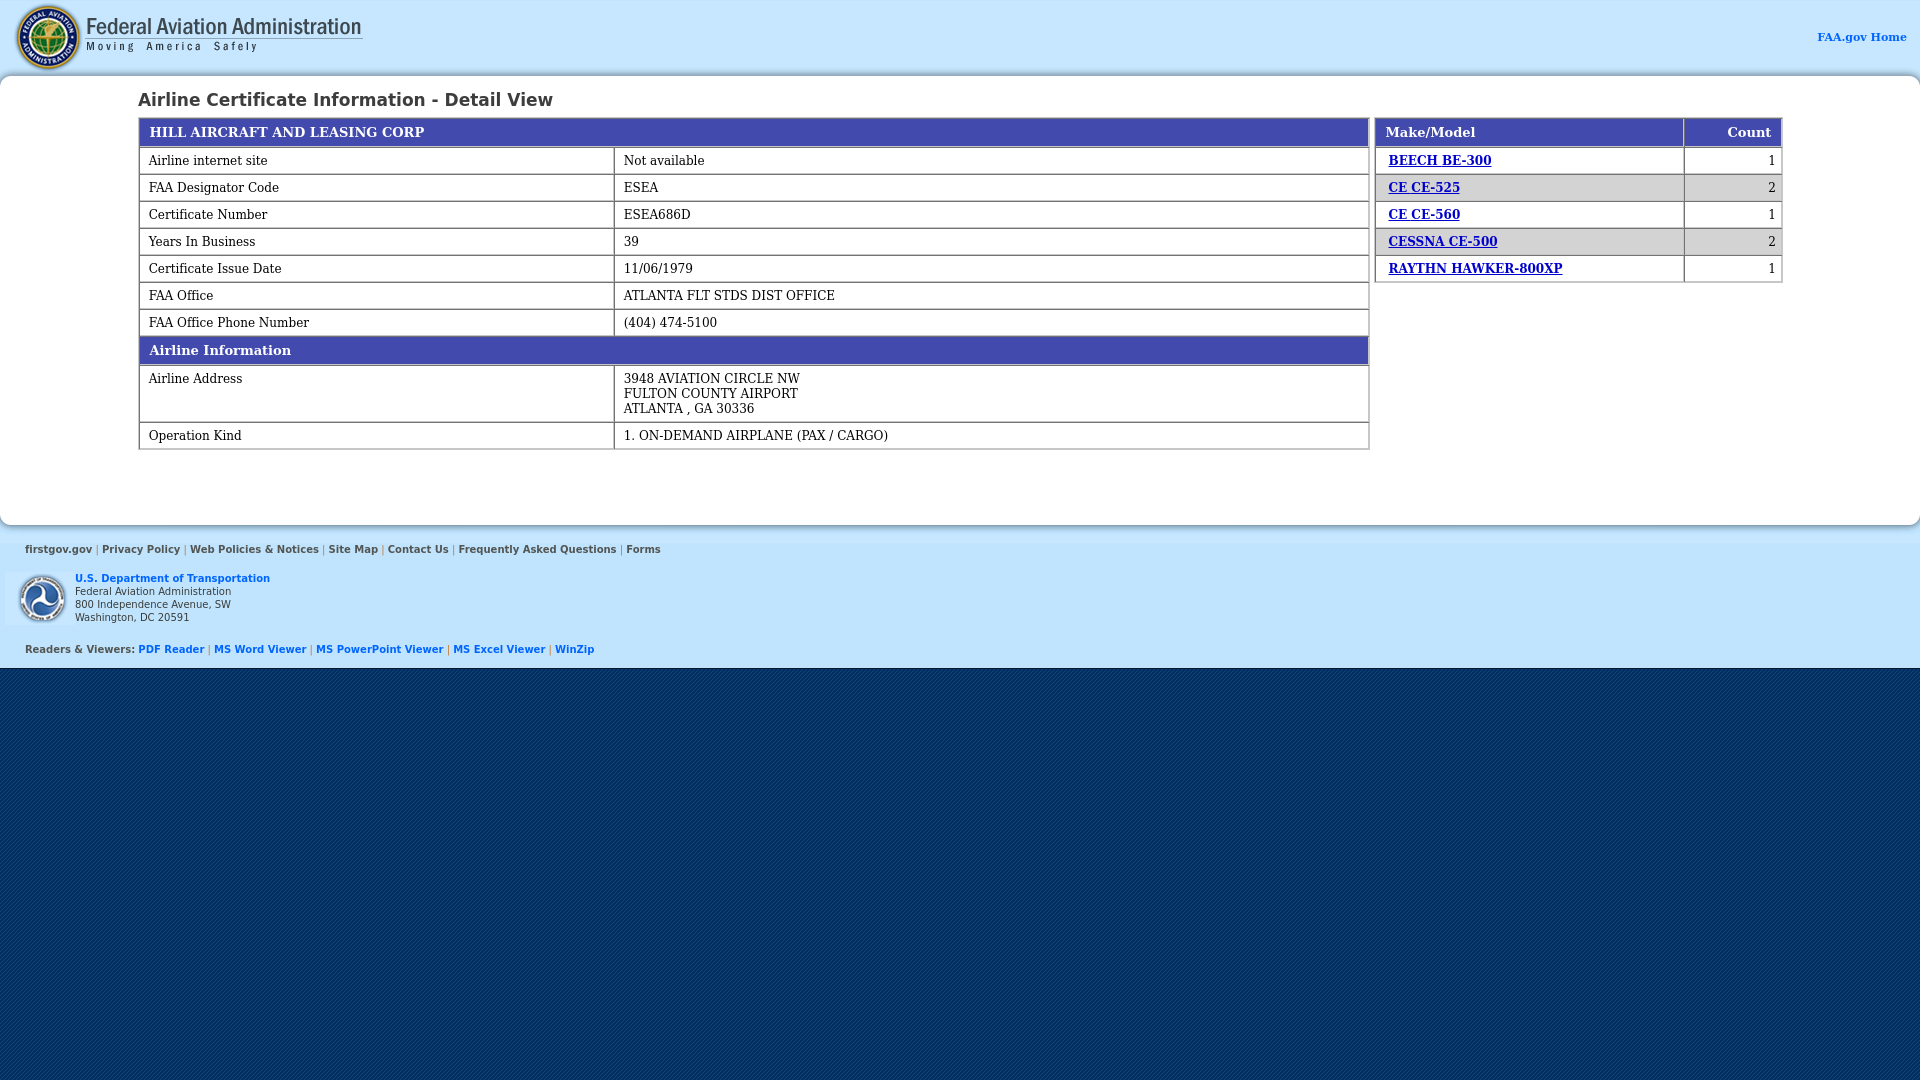 Federal Aviation Administration
Moving America Safely
FAA.gov Home
Airline Certificate Information - Detail View
HILL AIRCRAFT AND LEASING CORP
Airline internet site Not available
FAA Designator Code ESEA
Certificate Number ESEA686D
Years In Business 39
Certificate Issue Date 11/06/1979
FAA Office ATLANTA FLT STDS DIST OFFICE
FAA Office Phone Number (404) 474-5100
Airline Information
Airline Address 3948 AVIATION CIRCLE NW
FULTON COUNTY AIRPORT
ATLANTA , GA 30336
Operation Kind 1. ON-DEMAND AIRPLANE (PAX / CARGO)
Make/Model Count
BEECH BE-300 1
CE CE-525 2
CE CE-560 1
CESSNA CE-500 2
RAYTHN HAWKER-800XP 1
firstgov.gov | Privacy Policy | Web Policies & Notices | Site Map | Contact Us | Frequently Asked Questions | Forms
U.S. Department of Transportation
Federal Aviation Administration
800 Independence Avenue, SW
Washington, DC 20591
Readers & Viewers: PDF Reader | MS Word Viewer | MS PowerPoint Viewer | MS Excel Viewer | WinZip